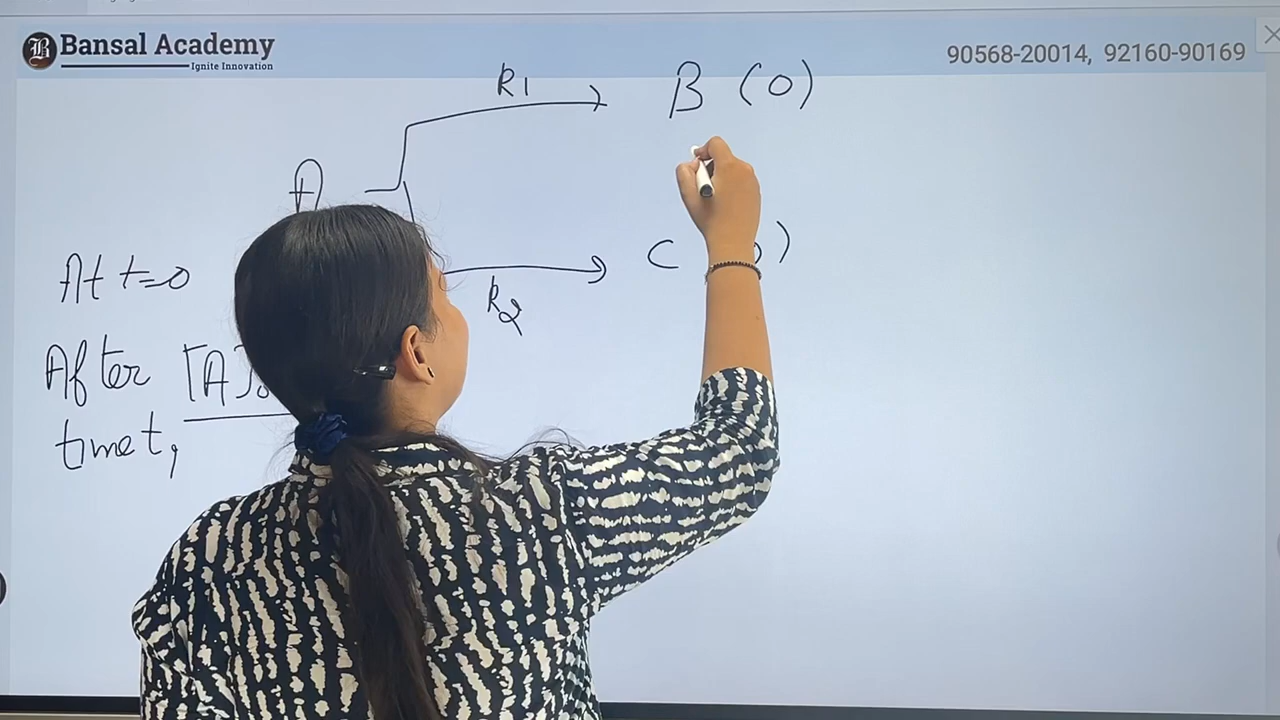 Bansal Academy
Ignite Innovation
90568-20014, 92160-90169
k1
B (0)
A
At t=0
C
k2
After [A]
time t,